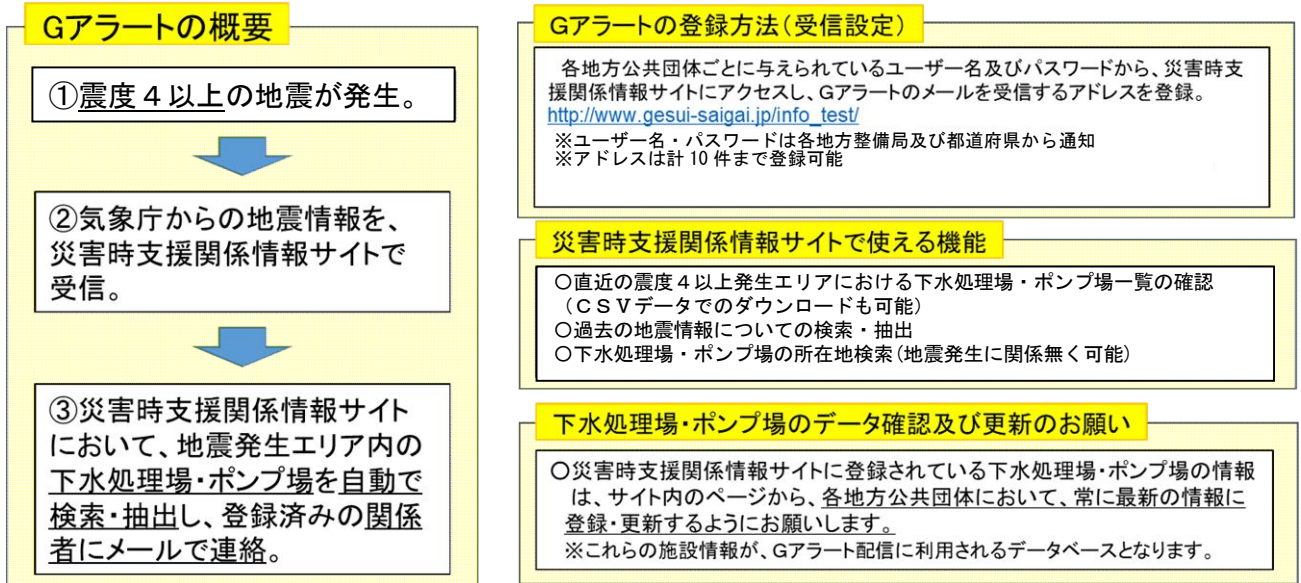 Gアラートの概要
①震度４以上の地震が発生。
②気象庁からの地震情報を、
災害時支援関係情報サイトで
受信。
③災害時支援関係情報サイト
において、地震発生エリア内の
下水処理場・ポンプ場を自動で
検索・抽出し、登録済みの関係
者にメールで連絡。
Gアラートの登録方法（受信設定）
各地方公共団体ごとに与えられているユーザー名及びパスワードから、災害時支
援関係情報サイトにアクセスし、Gアラートのメールを受信するアドレスを登録。
http://www.gesui-saigai.jp/info_test/
※ユーザー名・パスワードは各地方整備局及び都道府県から通知
※アドレスは計 10 件まで登録可能
災害時支援関係情報サイトで使える機能
○直近の震度４以上発生エリアにおける下水処理場・ポンプ場一覧の確認
（ＣＳＶデータでのダウンロードも可能）
○過去の地震情報についての検索・抽出
○下水処理場・ポンプ場の所在地検索（地震発生に関係無く可能）
下水処理場・ポンプ場のデータ確認及び更新のお願い
○災害時支援関係情報サイトに登録されている下水処理場・ポンプ場の情報
は、サイト内のページから、各地方公共団体において、常に最新の情報に
登録・更新するようにお願いします。
※これらの施設情報が、Gアラート配信に利用されるデータベースとなります。